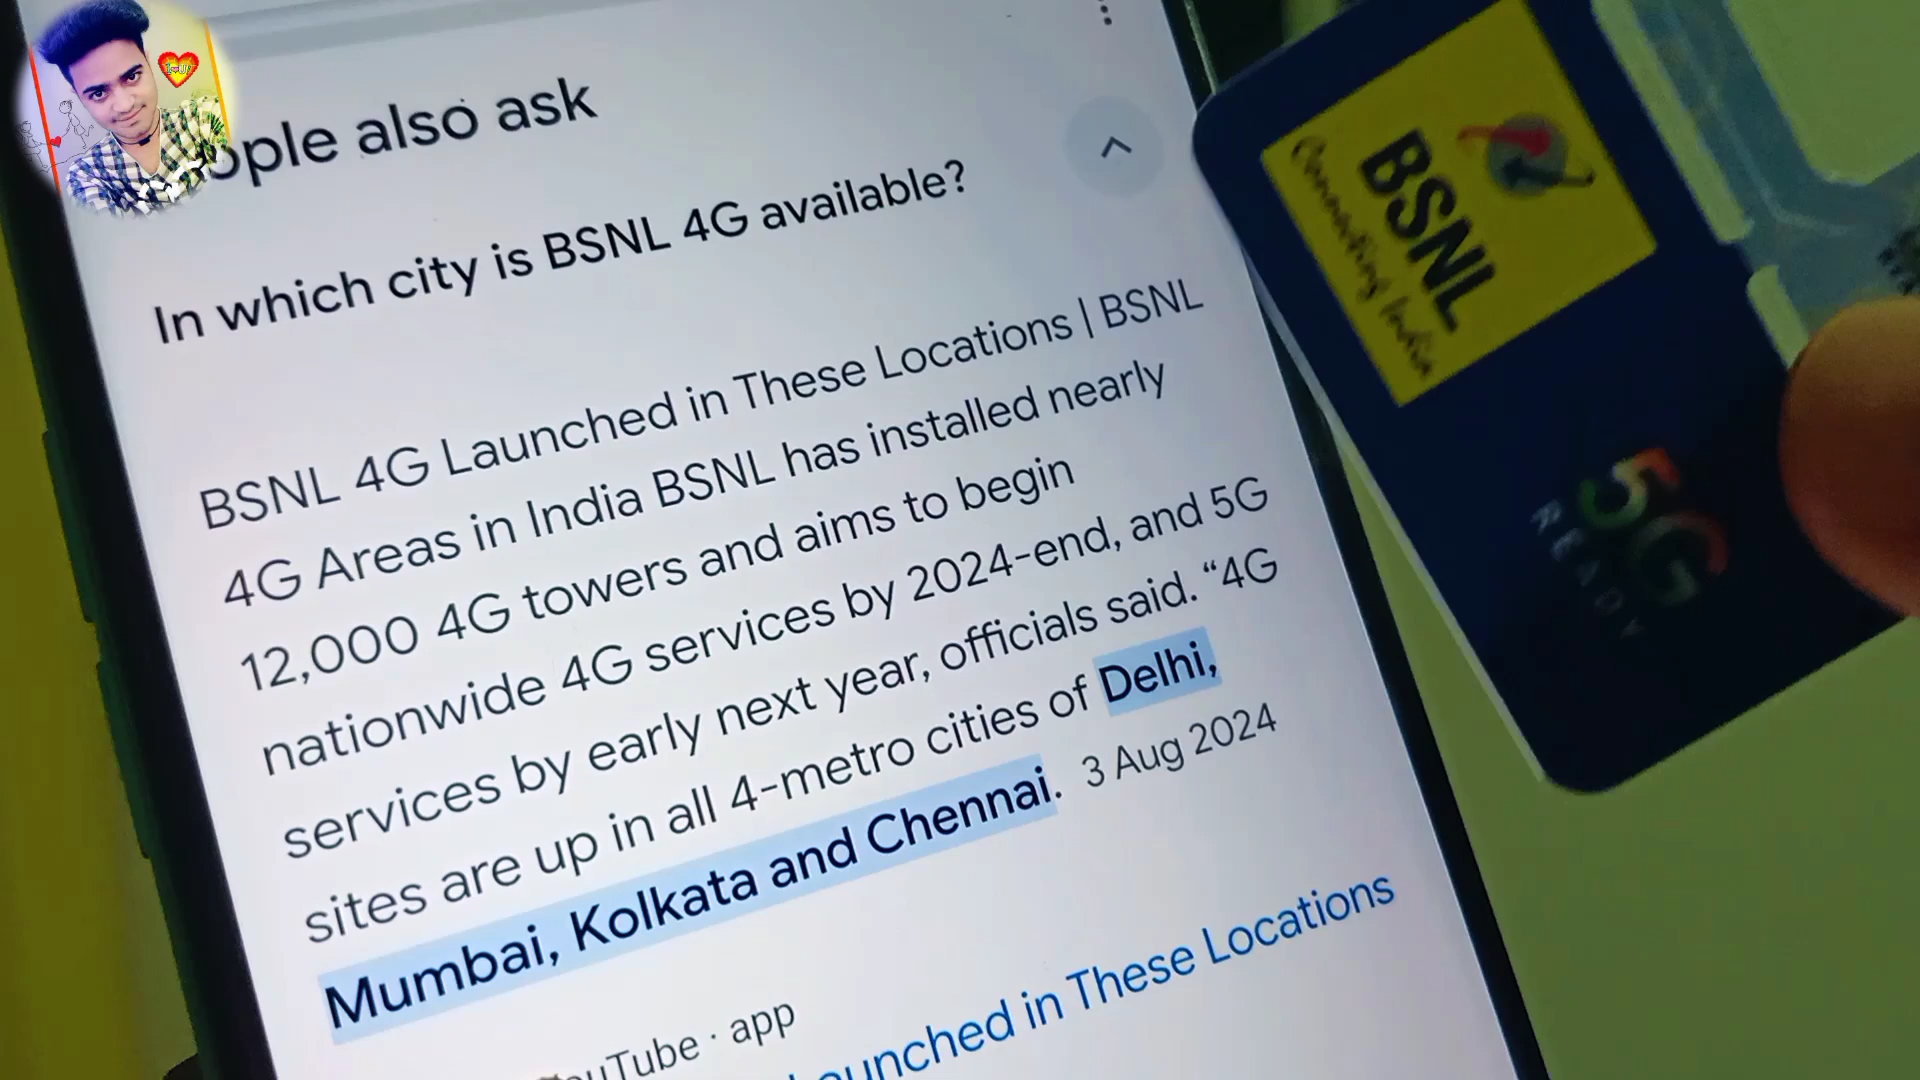 ople also ask
In which city is BSNL 4G available?
BSNL 4G Launched in These Locations | BSNL
4G Areas in India BSNL has installed nearly
12,000 4G towers and aims to begin
nationwide 4G services by 2024-end, and 5G
services by early next year, officials said. “4G
sites are up in all 4-metro cities of Delhi,
Mumbai, Kolkata and Chennai. 3 Aug 2024
ouTube · app
aunched in These Locations
BSNL
Connecting India
5G
READY